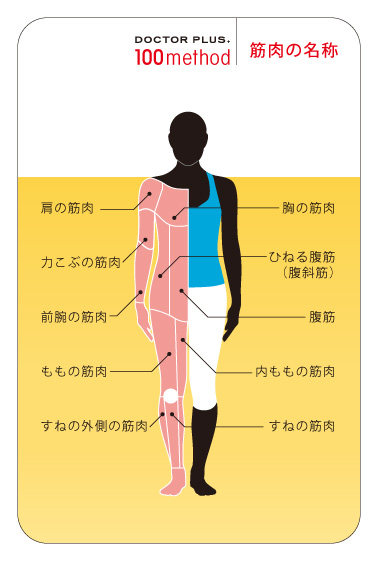 DOCTOR PLUS.
100method
筋肉の名称
肩の筋肉
胸の筋肉
力こぶの筋肉
ひねる腹筋
（腹斜筋）
前腕の筋肉
腹筋
ももの筋肉
内ももの筋肉
すねの外側の筋肉
すねの筋肉